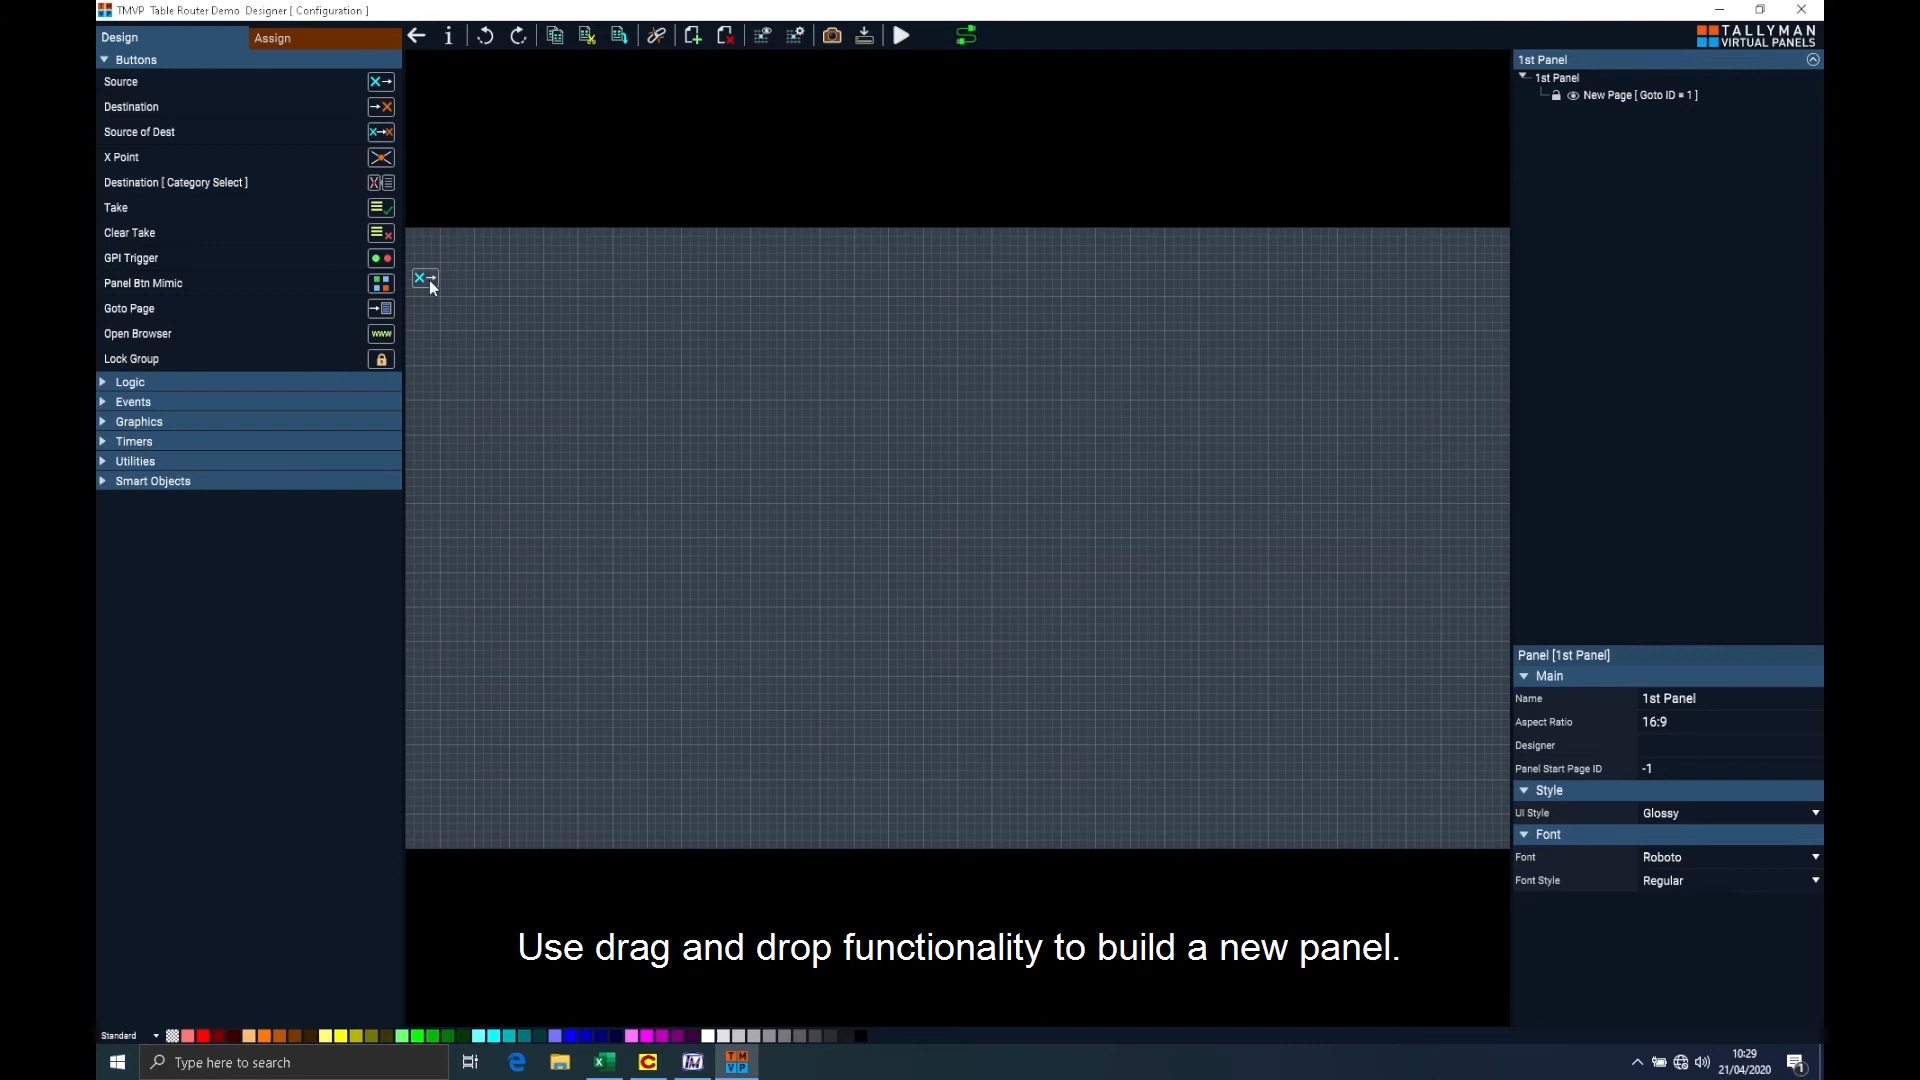 TMVP Table Router Demo Designer [ Configuration ]
Design
Assign
TALLYMAN
VIRTUAL PANELS
Buttons
Source
Destination
Source of Dest
X Point
Destination [ Category Select ]
Take
Clear Take
GPI Trigger
Panel Btn Mimic
Goto Page
Open Browser
www
Lock Group
Logic
Events
Graphics
Timers
Utilities
Smart Objects
1st Panel
1st Panel
New Page [ Goto ID = 1 ]
Panel [1st Panel]
Main
Name 1st Panel
Aspect Ratio 16:9
Designer
Panel Start Page ID -1
Style
UI Style Glossy
Font
Font Roboto
Font Style Regular
Use drag and drop functionality to build a new panel.
Standard
Type here to search
10:29
21/04/2020